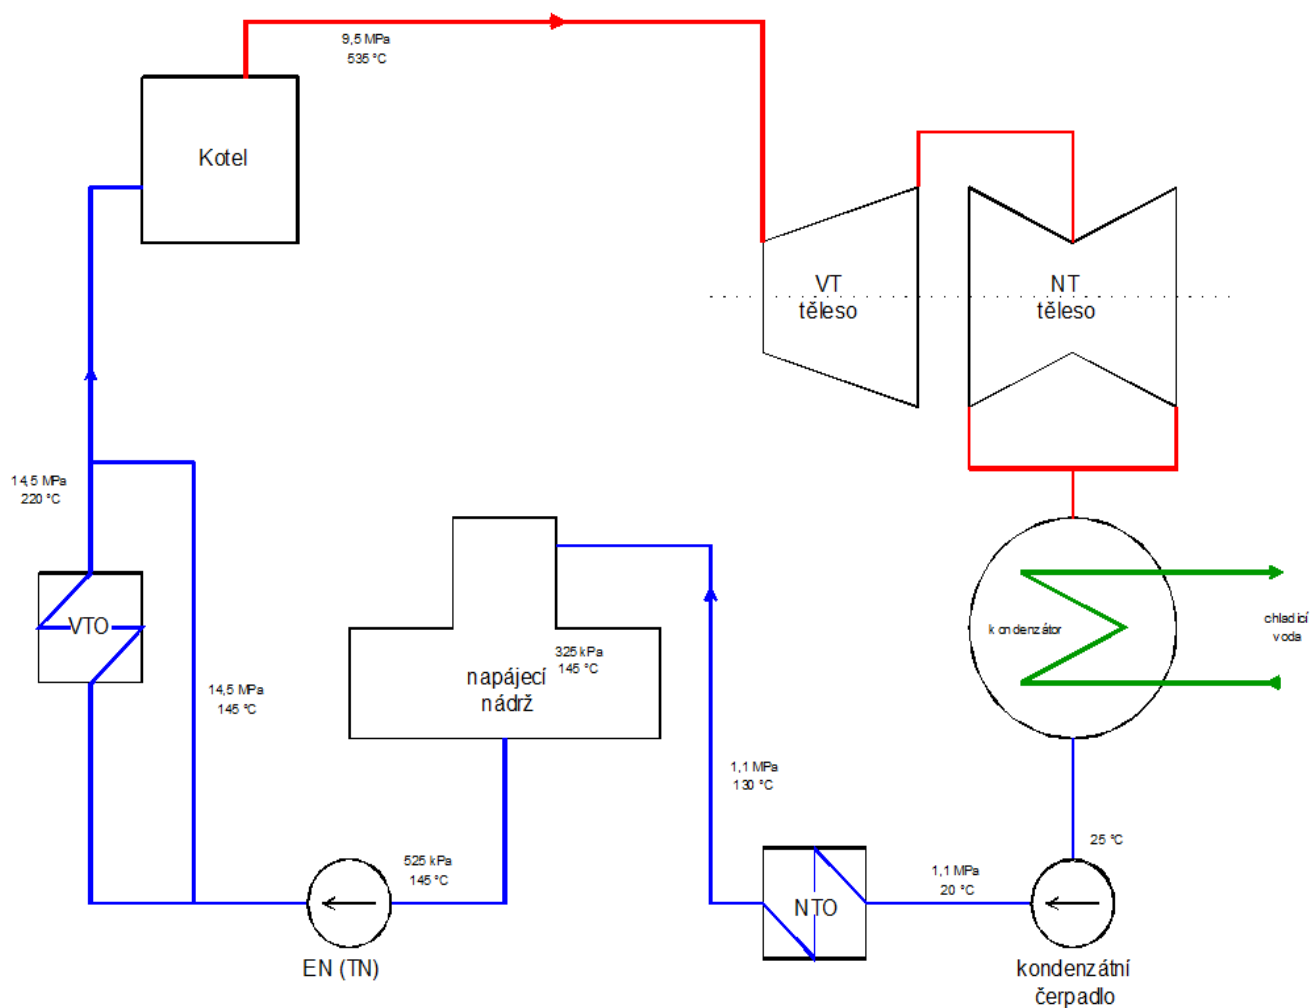 9,5 MPa
535 °C
Kotel
VT
těleso
NT
těleso
14,5 MPa
220 °C
VTO
14,5 MPa
145 °C
325 kPa
145 °C
napájecí
nádrž
kondenzátor
chladicí
voda
1,1 MPa
130 °C
525 kPa
145 °C
EN (TN)
NTO
1,1 MPa
20 °C
25 °C
kondenzátní
čerpadlo